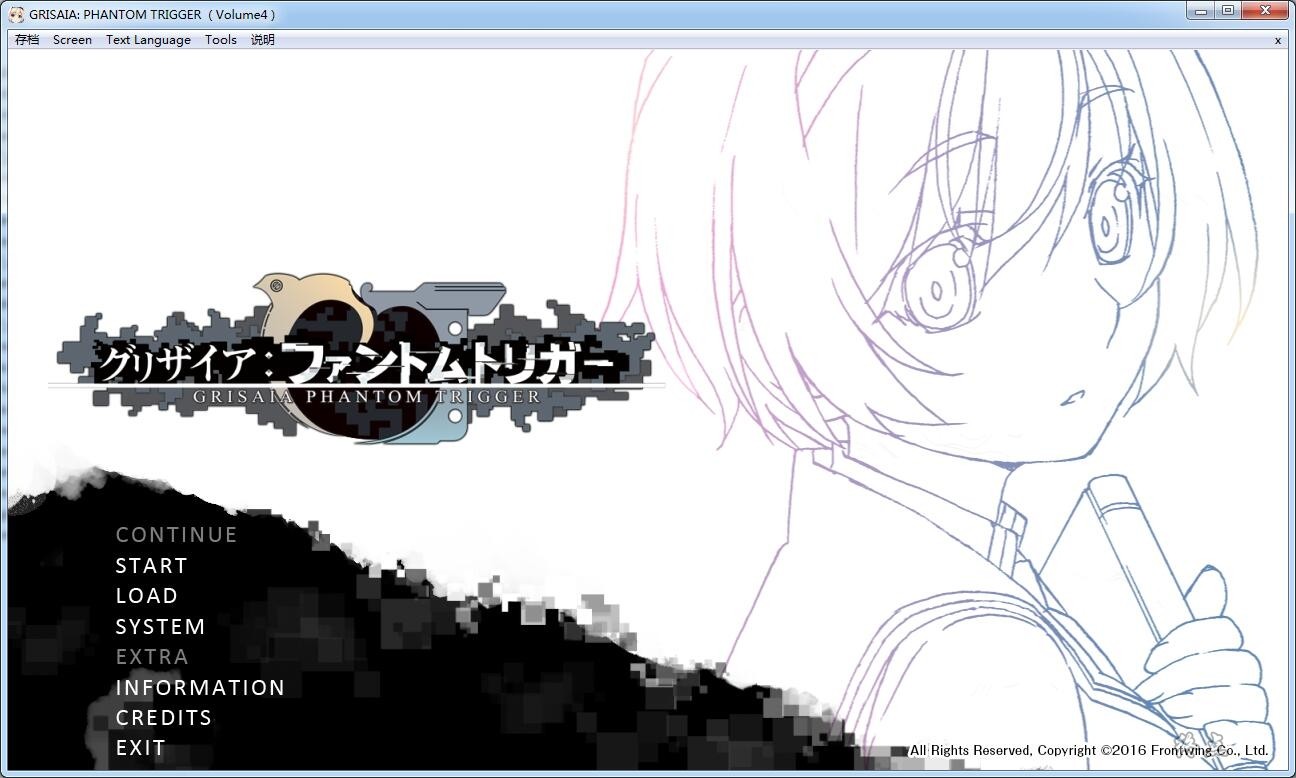 GRISAIA: PHANTOM TRIGGER ( Volume4 )
存档 Screen Text Language Tools 说明 x
グリザイア：ファントムトリガー
GRISAIA PHANTOM TRIGGER
CONTINUE
START
LOAD
SYSTEM
EXTRA
INFORMATION
CREDITS
EXIT
All Rights Reserved, Copyright ©2016 Frontwing Co., Ltd.